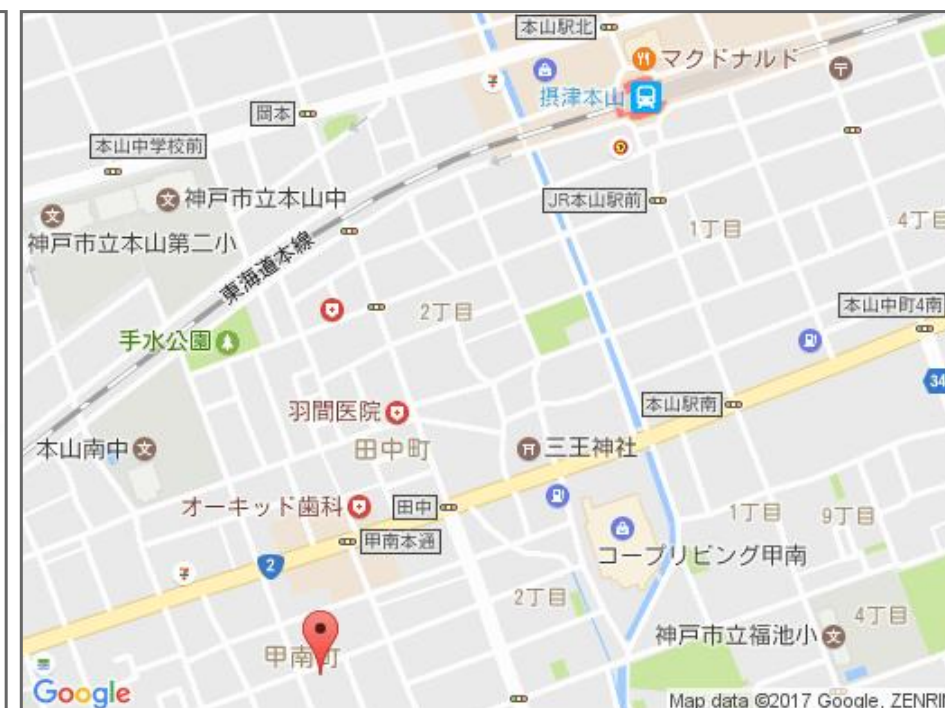 本山駅北
マクドナルド
摂津本山
岡本
本山中学校前
神戸市立本山中
JR本山駅前
神戸市立本山第二小
1丁目
4丁目
東海道本線
2丁目
本山中町4南
手水公園
34
羽間医院
本山駅南
本山南中
田中町
三王神社
オーキッド歯科
田中
1丁目
9丁目
甲南本通
コープリビング甲南
2
2丁目
4丁目
神戸市立福池小
甲南町
Google
Map data ©2017 Google, ZENRI